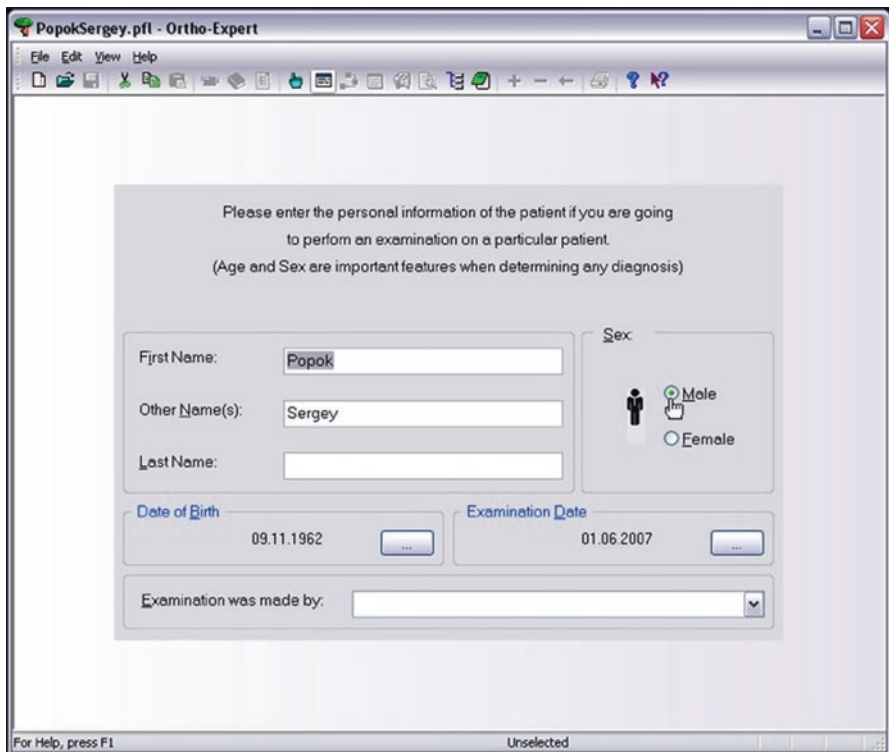 PopokSergey.pfl - Ortho-Expert
File Edit View Help
Please enter the personal information of the patient if you are going
to perfom an examination on a particular patient.
(Age and Sex are important features when determining any diagnosis)
First Name:
Popok
Other Name(s):
Sergey
Last Name:
Sex:
Male
Female
Date of Birth
09.11.1962
...
Examination Date
01.06.2007
...
Examination was made by:
For Help, press F1
Unselected